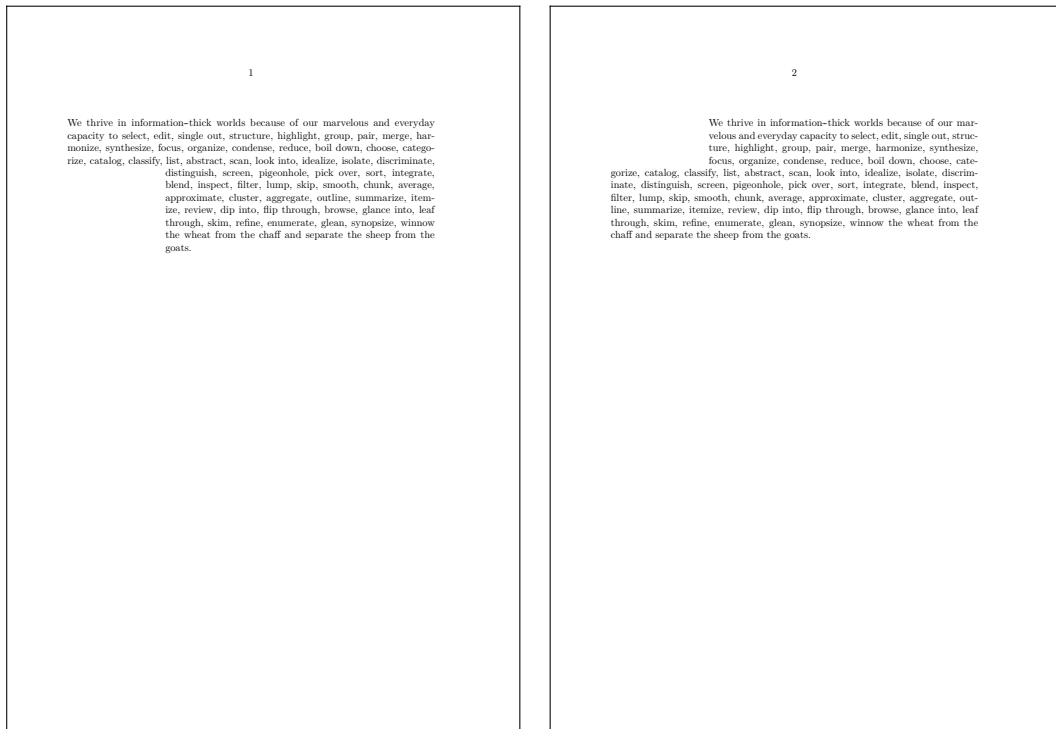 1
We thrive in information–thick worlds because of our marvelous and everyday
capacity to select, edit, single out, structure, highlight, group, pair, merge, har-
monize, synthesize, focus, organize, condense, reduce, boil down, choose, catego-
rize, catalog, classify, list, abstract, scan, look into, idealize, isolate, discriminate,
distinguish, screen, pigeonhole, pick over, sort, integrate,
blend, inspect, filter, lump, skip, smooth, chunk, average,
approximate, cluster, aggregate, outline, summarize, item-
ize, review, dip into, flip through, browse, glance into, leaf
through, skim, refine, enumerate, glean, synopsize, winnow
the wheat from the chaff and separate the sheep from the
goats.
2
We thrive in information–thick worlds because of our mar-
velous and everyday capacity to select, edit, single out, struc-
ture, highlight, group, pair, merge, harmonize, synthesize,
focus, organize, condense, reduce, boil down, choose, cate-
gorize, catalog, classify, list, abstract, scan, look into, idealize, isolate, discrim-
inate, distinguish, screen, pigeonhole, pick over, sort, integrate, blend, inspect,
filter, lump, skip, smooth, chunk, average, approximate, cluster, aggregate, out-
line, summarize, itemize, review, dip into, flip through, browse, glance into, leaf
through, skim, refine, enumerate, glean, synopsize, winnow the wheat from the
chaff and separate the sheep from the goats.